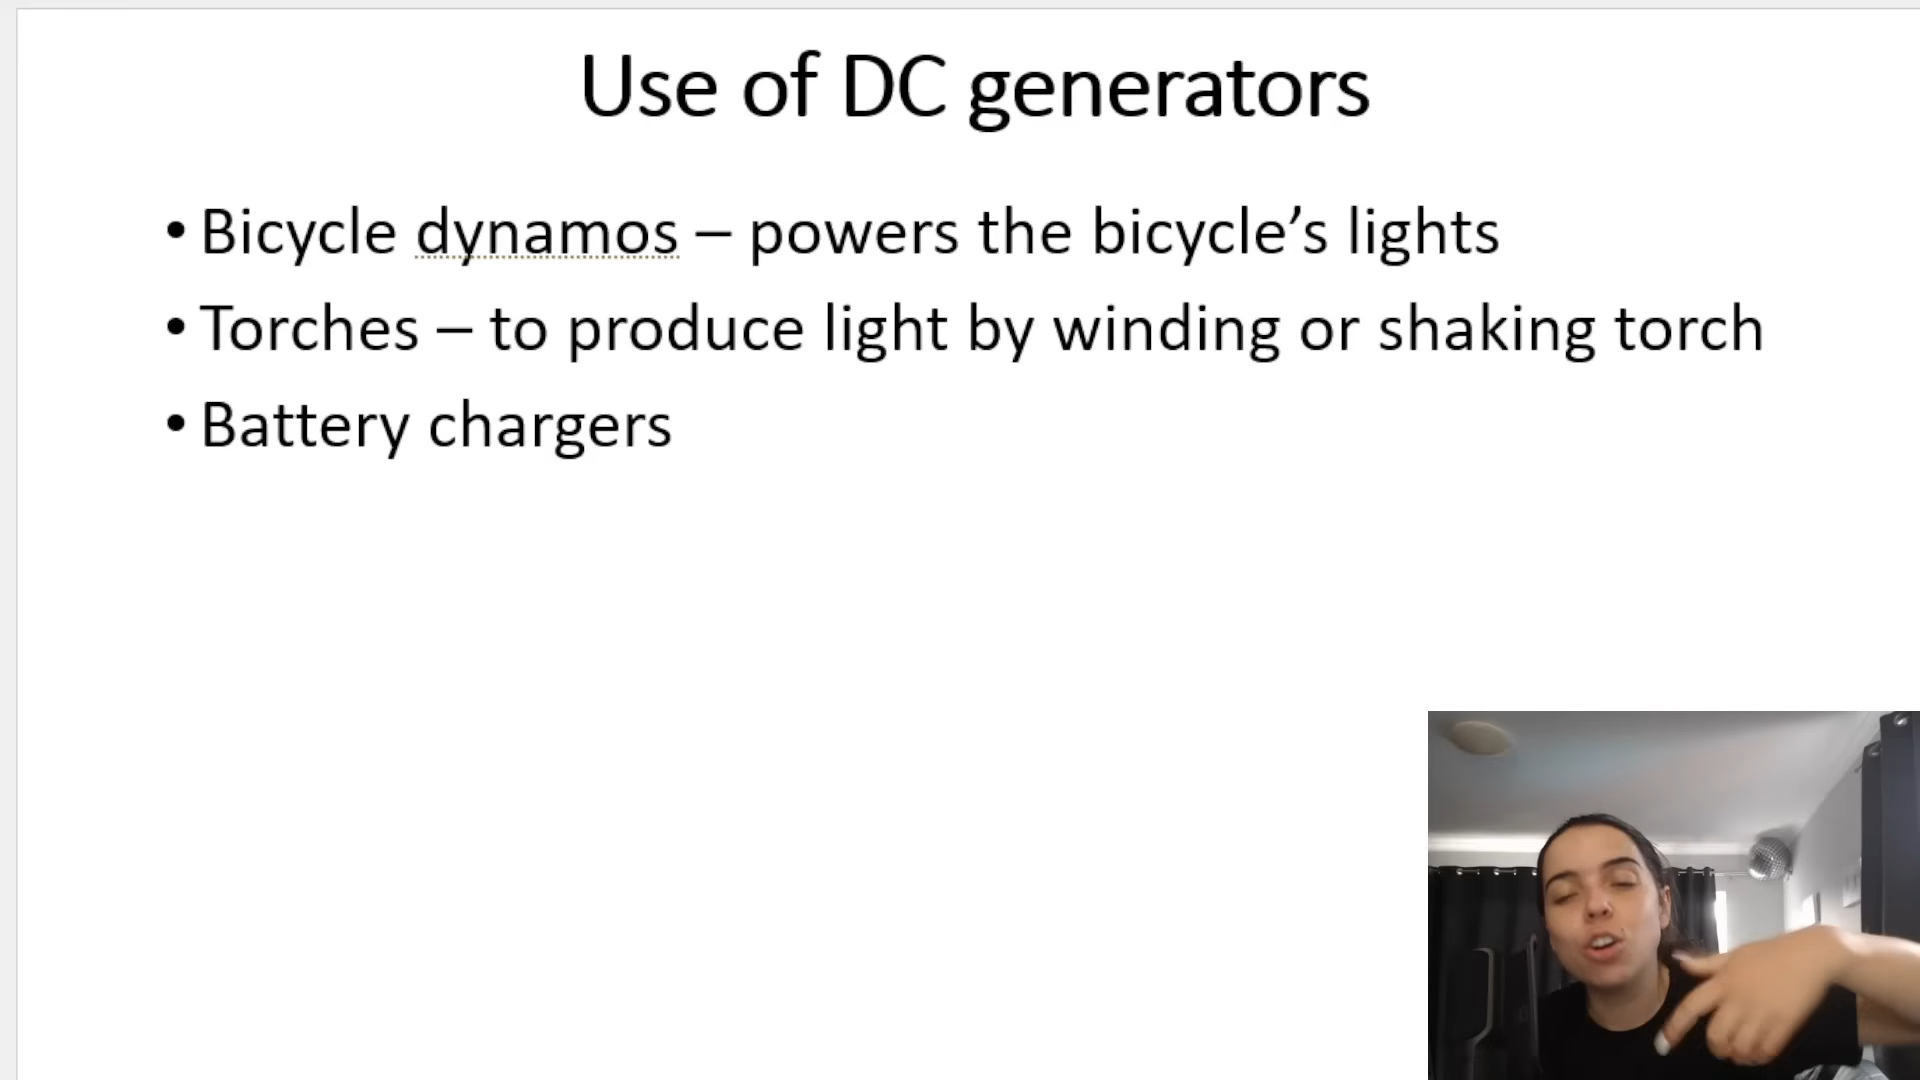 Use of DC generators
• Bicycle dynamos – powers the bicycle’s lights
• Torches – to produce light by winding or shaking torch
• Battery chargers